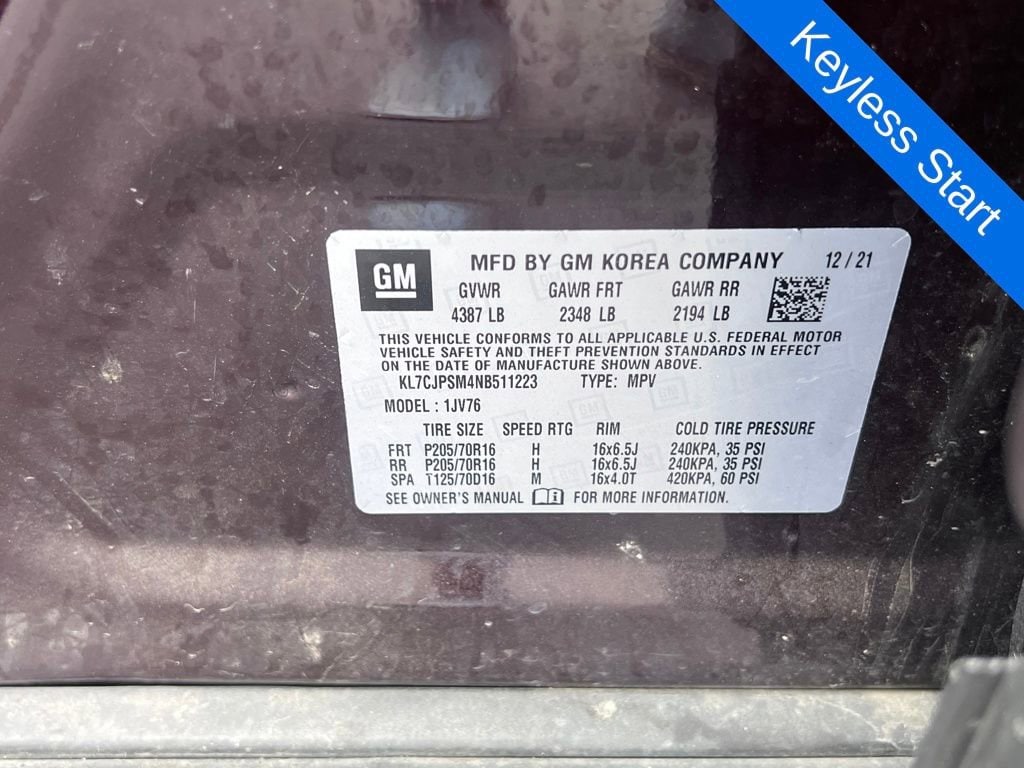 Keyless Start
GM
MFD BY GM KOREA COMPANY 12/21
GVWR GAWR FRT GAWR RR
4387 LB 2348 LB 2194 LB
THIS VEHICLE CONFORMS TO ALL APPLICABLE U.S. FEDERAL MOTOR
VEHICLE SAFETY AND THEFT PREVENTION STANDARDS IN EFFECT
ON THE DATE OF MANUFACTURE SHOWN ABOVE.
KL7CJPSM4NB511223 TYPE: MPV
MODEL : 1JV76
TIRE SIZE SPEED RTG RIM COLD TIRE PRESSURE
FRT P205/70R16 H 16x6.5J 240KPA, 35 PSI
RR P205/70R16 H 16x6.5J 240KPA, 35 PSI
SPA T125/70D16 M 16x4.0T 420KPA, 60 PSI
SEE OWNER'S MANUAL FOR MORE INFORMATION.